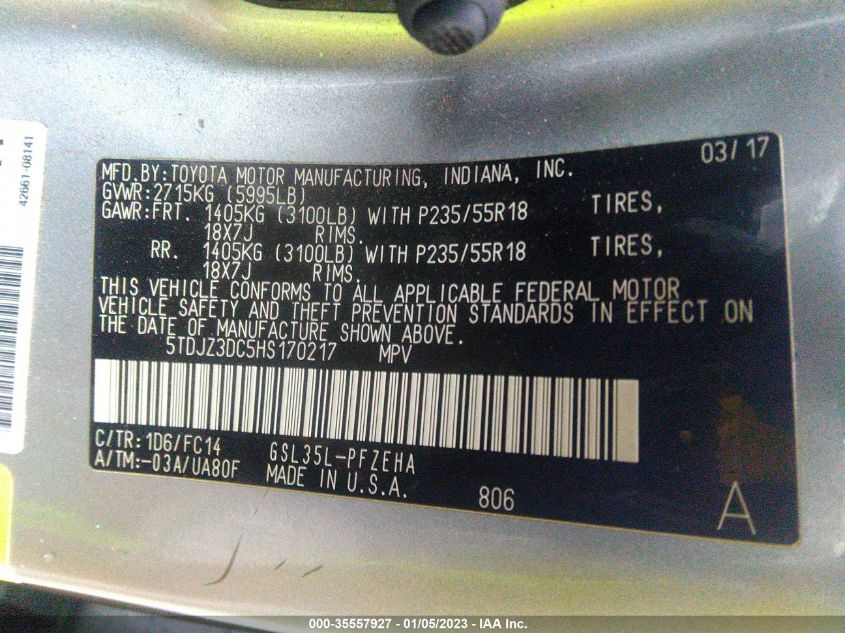 42661-08141
03/17
MFD.BY:TOYOTA MOTOR MANUFACTURING, INDIANA, INC.
GVWR:2715KG (5995LB)
GAWR:FRT. 1405KG (3100LB) WITH P235/55R18 TIRES,
18X7J RIMS.
RR. 1405KG (3100LB) WITH P235/55R18 TIRES,
18X7J RIMS.
THIS VEHICLE CONFORMS TO ALL APPLICABLE FEDERAL MOTOR
VEHICLE SAFETY AND THEFT PREVENTION STANDARDS IN EFFECT ON
THE DATE OF MANUFACTURE SHOWN ABOVE.
5TDJZ3DC5HS170217 MPV
C/TR:1D6/FC14 GSL35L-PFZEHA
A/TM:-03A/UA80F MADE IN U.S.A.
806
A
000-35557927 - 01/05/2023 - IAA Inc.